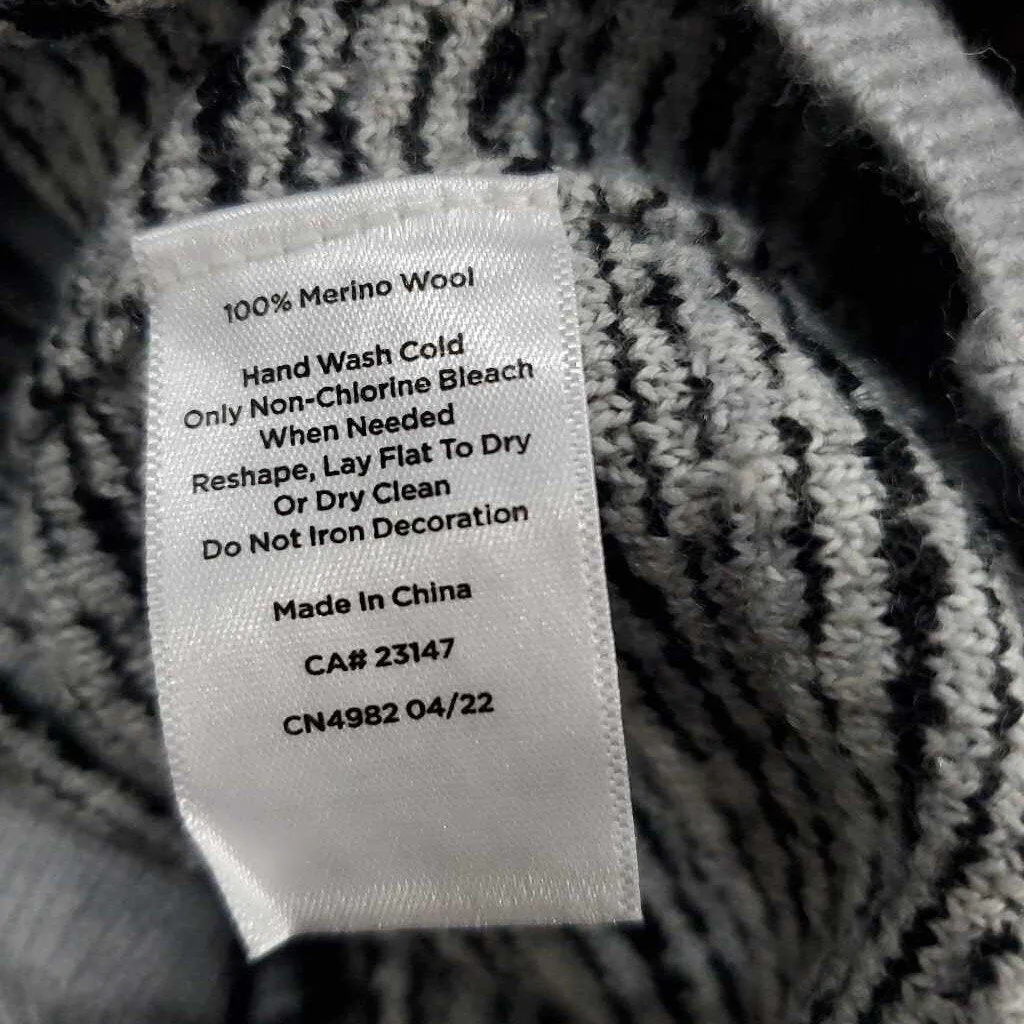 100% Merino Wool
Hand Wash Cold
Only Non-Chlorine Bleach
When Needed
Reshape, Lay Flat To Dry
Or Dry Clean
Do Not Iron Decoration
Made In China
CA# 23147
CN4982 04/22